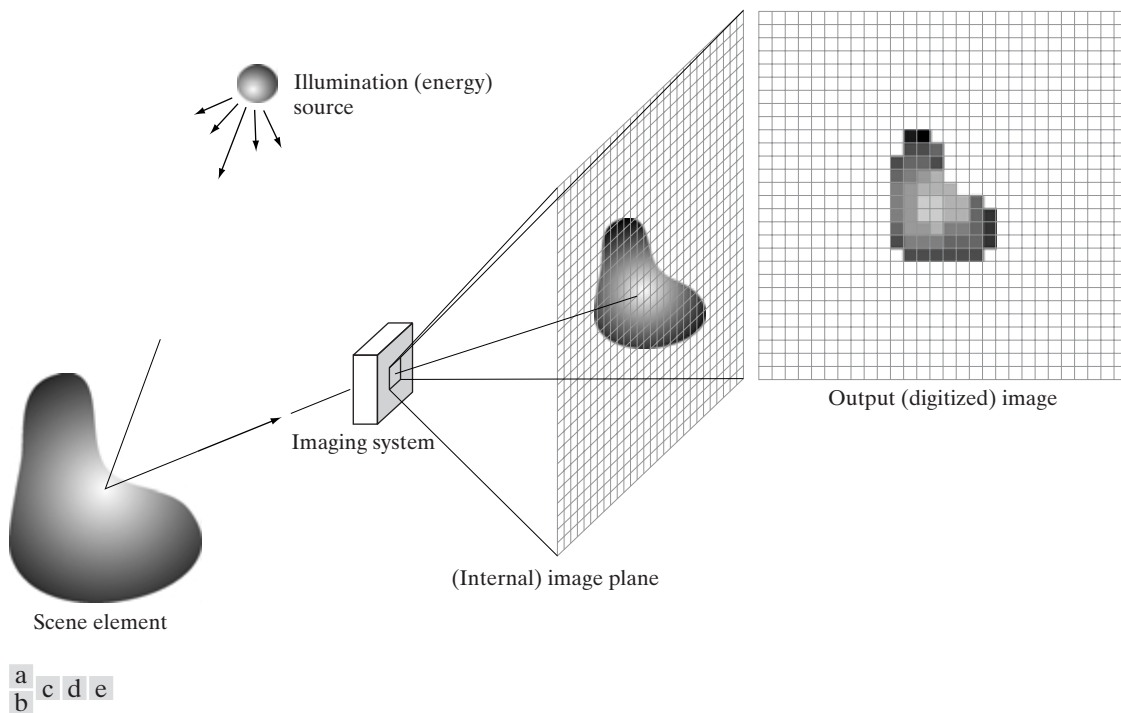 Illumination (energy)
source
Output (digitized) image
Imaging system
(Internal) image plane
Scene element
a
b
c d e